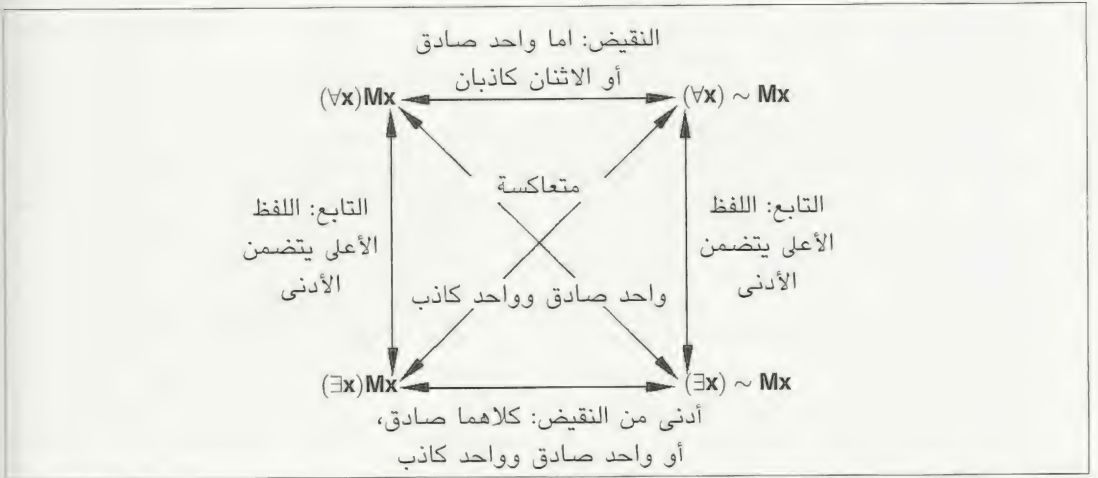 النقيض: اما واحد صادق
أو الاثنان كاذبان
(∀x)Mx
(∀x) ∼ Mx
متعاكسة
التابع: اللفظ
الأعلى يتضمن
الأدنى
التابع: اللفظ
الأعلى يتضمن
الأدنى
واحد صادق وواحد كاذب
(∃x)Mx
(∃x) ∼ Mx
أدنى من النقيض: كلاهما صادق،
أو واحد صادق وواحد كاذب